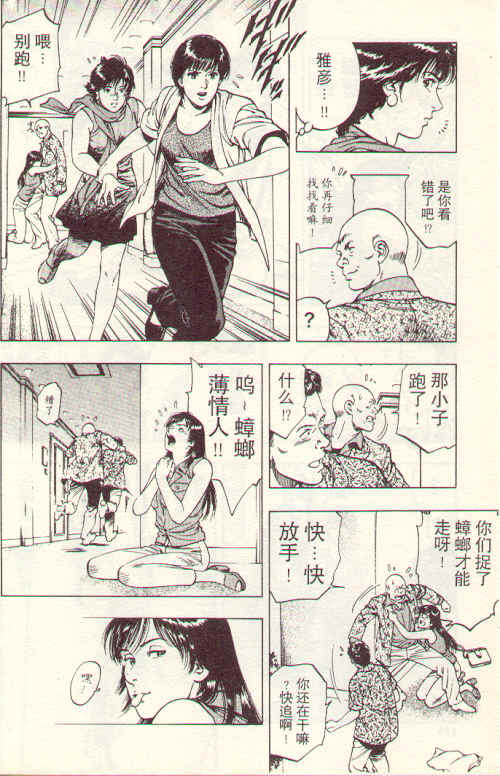 雅彦…!!
是你看
错了吧!?
你再仔细
找找看嘛！
？
喂…
别跑!!
那小子
跑了！
什么!?
你们捉了
蟑螂才能
走呀！
快…快
放手！
你还在干嘛
？快追啊！
呜~蟑螂
薄情人!!
嘿！